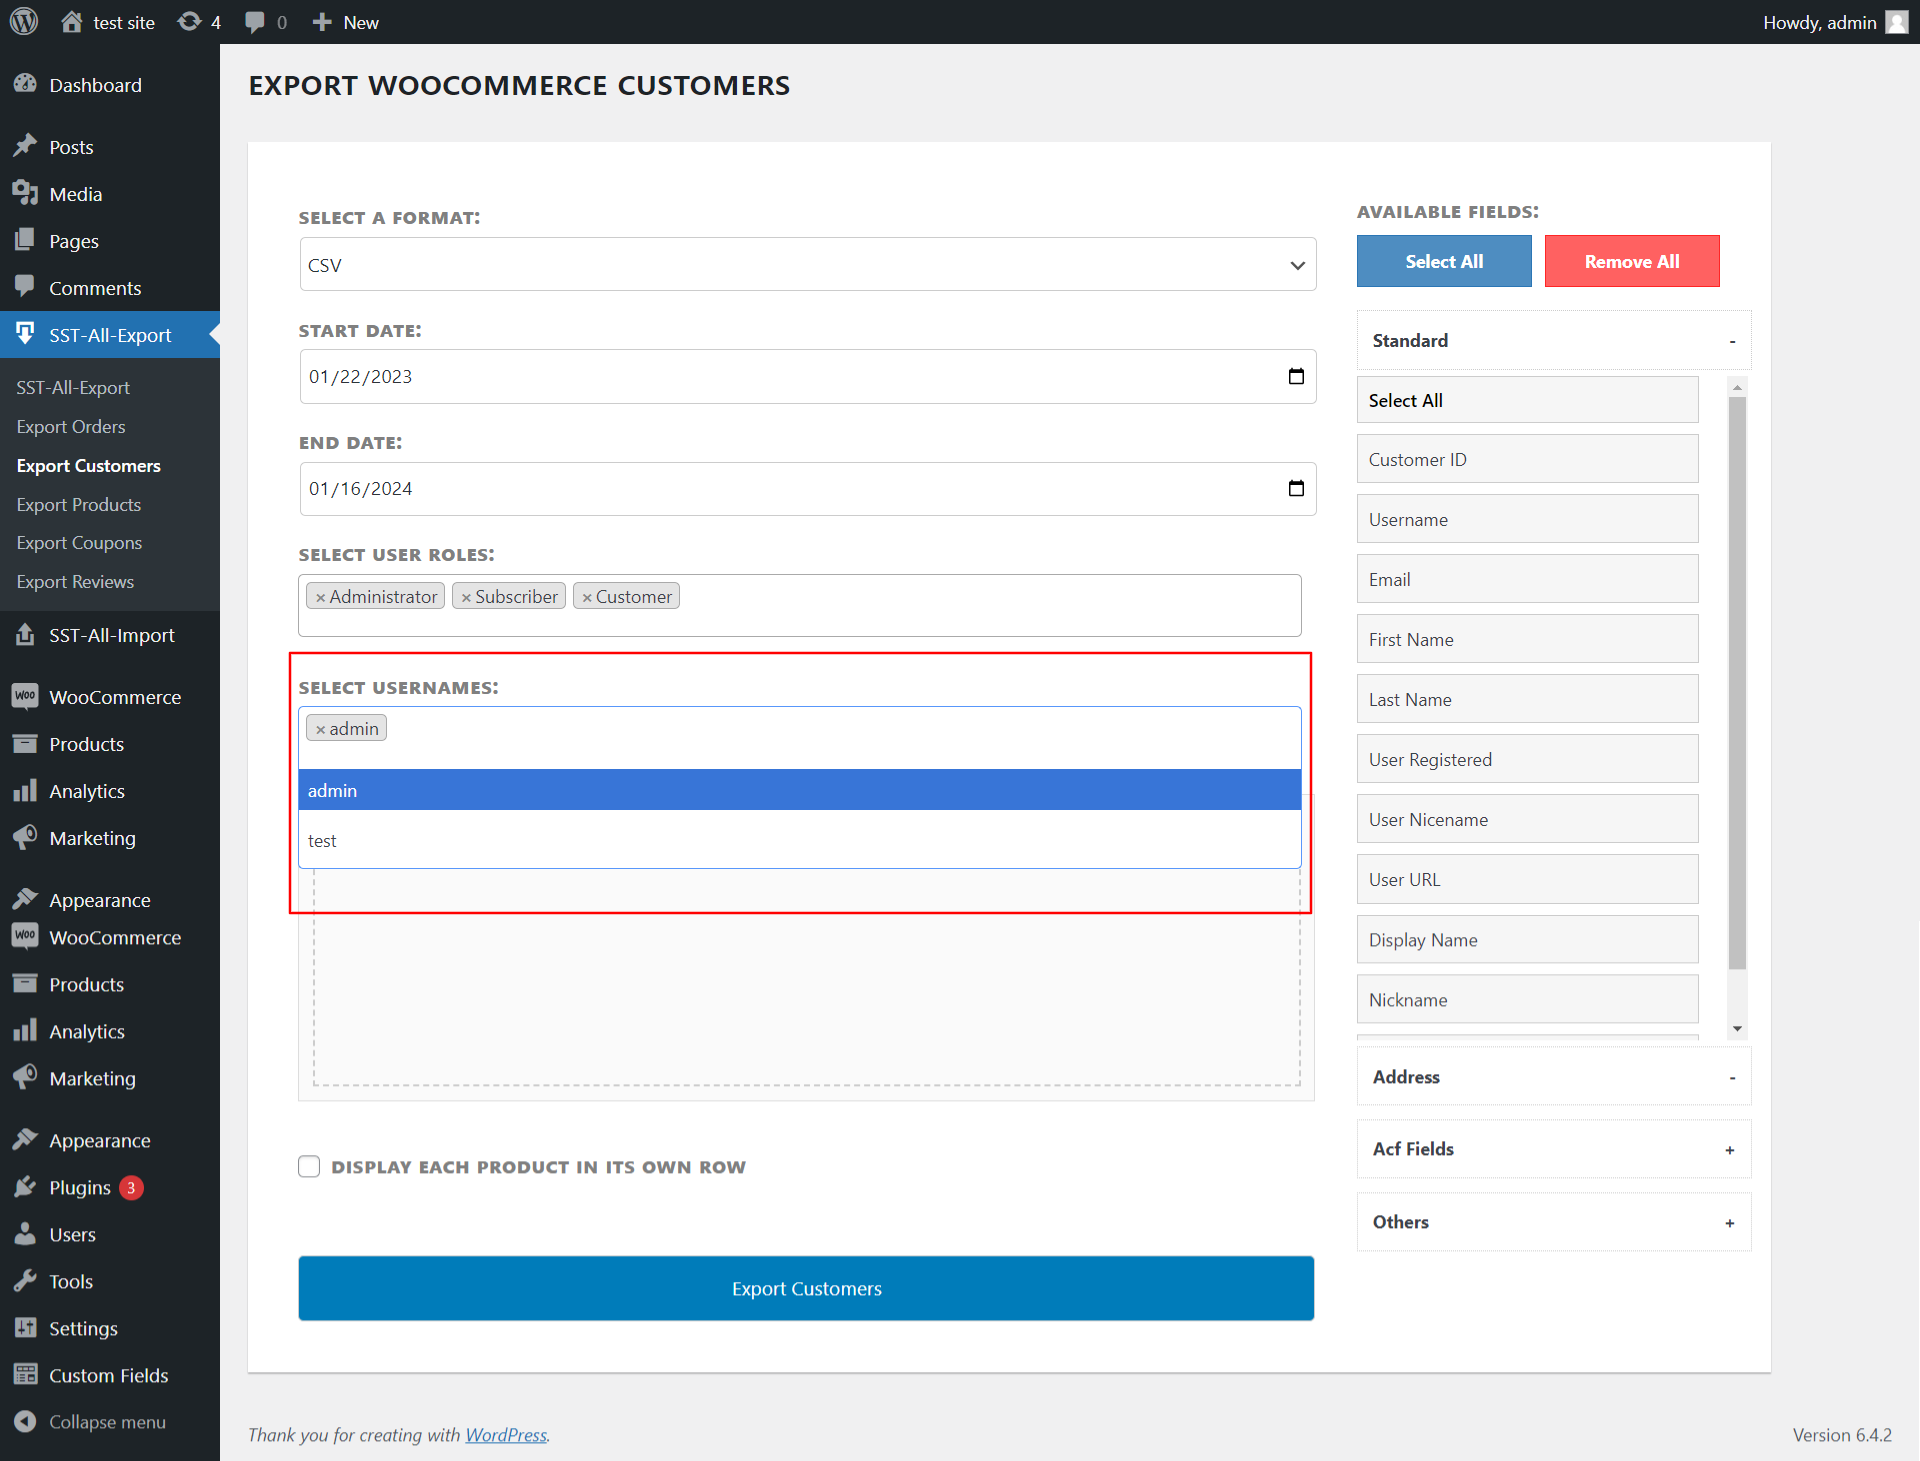 test site 4 0 New
Howdy, admin
Dashboard
Posts
Media
Pages
Comments
SST-All-Export
SST-All-Export
Export Orders
Export Customers
Export Products
Export Coupons
Export Reviews
SST-All-Import
WOO WooCommerce
Products
Analytics
Marketing
Appearance
WOO WooCommerce
Products
Analytics
Marketing
Appearance
Plugins 3
Users
Tools
Settings
Custom Fields
Collapse menu
EXPORT WOOCOMMERCE CUSTOMERS
SELECT A FORMAT:
CSV
START DATE:
01/22/2023
END DATE:
01/16/2024
SELECT USER ROLES:
× Administrator × Subscriber × Customer
SELECT USERNAMES:
× admin
admin
test
DISPLAY EACH PRODUCT IN ITS OWN ROW
Export Customers
AVAILABLE FIELDS:
Select All Remove All
Standard -
Select All
Customer ID
Username
Email
First Name
Last Name
User Registered
User Nicename
User URL
Display Name
Nickname
Address -
Acf Fields +
Others +
Thank you for creating with WordPress.
Version 6.4.2